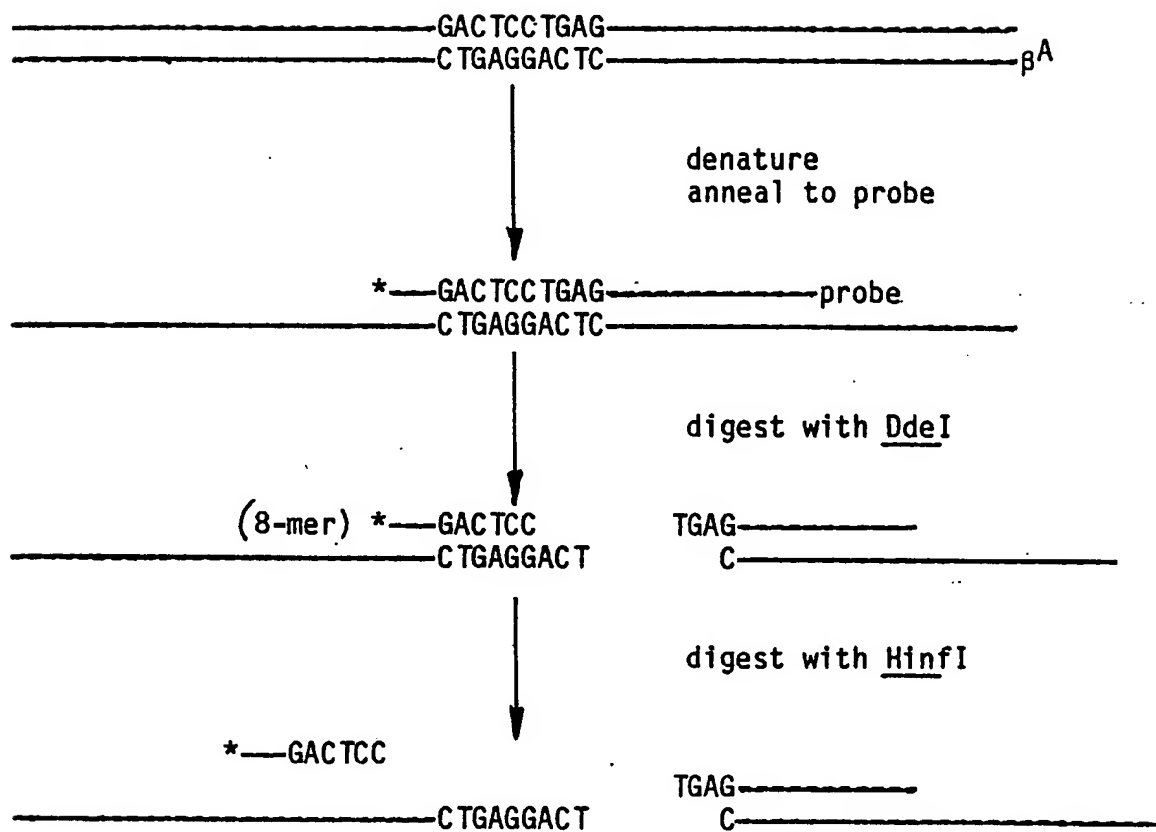 GACTCCTGAG
CTGAGGACTC βA
denature
anneal to probe
* GACTCCTGAG probe
CTGAGGACTC
digest with DdeI
(8-mer) * GACTCC TGAG
CTGAGGACT C
digest with HinfI
* GACTCC
TGAG
CTGAGGACT C